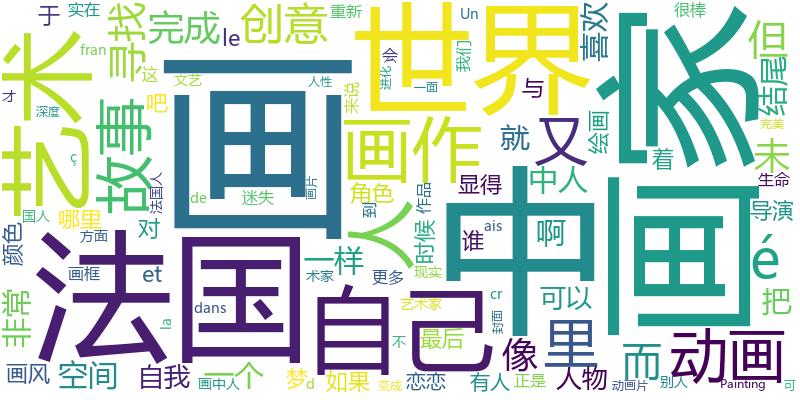 于 实在 寻找 完成 le 创意 重新 世界 会 Un 我们 喜欢 很棒
fran 这 文艺 人性 来说 进化 一面 家 但 结尾
才 术 深度 吧 画 与 绘画
艺 故事 画作 就 又 着 未 完美
ç 法国人 de 迷失 画片 角色 作品 显得 中人 生命
国人 哪里 对 到 人 时候 谁 啊 画 导演
颜色 方面 法国 中 é
画框 et 一样 术家 更多 现实 ais 可以 把
非常 la dans 自己 艺术家 cr 封面 里 而 动画
画风 空间 自我 一个 梦 d 如果 不 最后 像
画中人 变成 恋恋 有人 正是 人物 动画片 别人 Painting 可